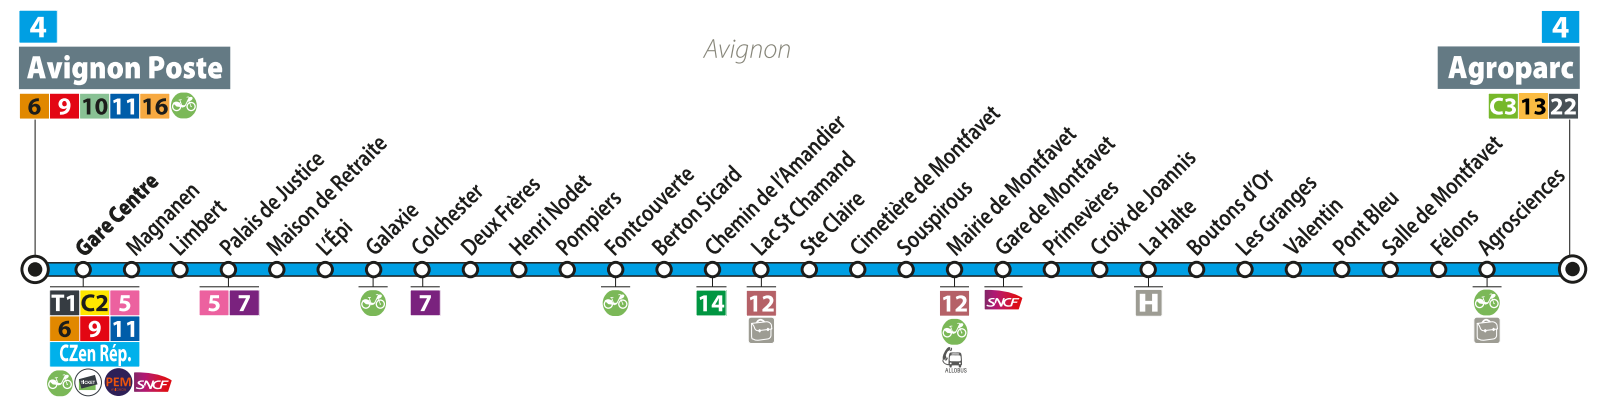 4
Avignon Poste
6 9 10 11 16
Avignon
4
Agroparc
C3 13 22
Gare Centre
Magnanen
Limbert
Palais de Justice
Maison de Retraite
L'Épi
Galaxie
Colchester
Deux Frères
Henri Nodet
Pompiers
Fontcouverte
Berton Sicard
Chemin de l'Amandier
Lac St Chamand
Ste Claire
Cimetière de Montfavet
Souspirous
Mairie de Montfavet
Gare de Montfavet
Primevères
Croix de Joannis
La Halte
Boutons d'Or
Les Granges
Valentin
Pont Bleu
Salle de Montfavet
Félons
Agrosciences
T1 C2 5
6 9 11
CZen Rép.
PEM SNCF
5 7
7
14
12
12
ALLOBUS
SNCF
H